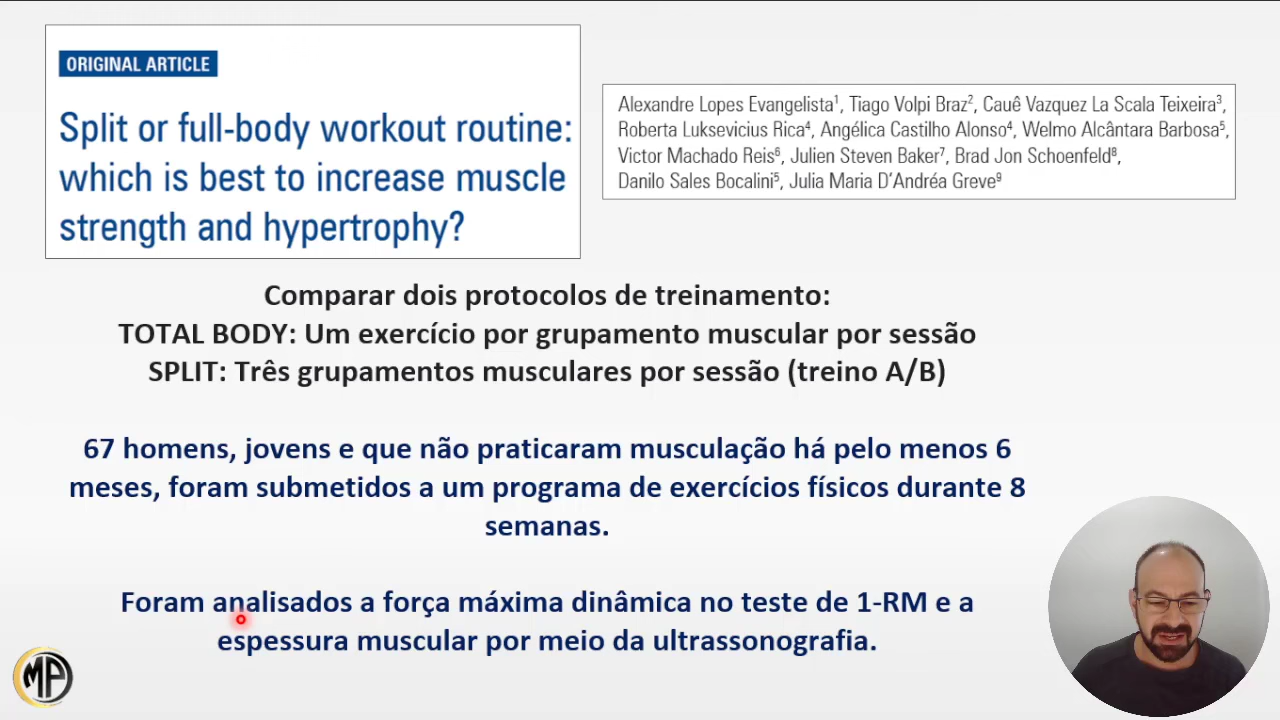 ORIGINAL ARTICLE
Split or full-body workout routine:
which is best to increase muscle
strength and hypertrophy?
Alexandre Lopes Evangelista¹, Tiago Volpi Braz², Cauê Vazquez La Scala Teixeira³,
Roberta Luksevicius Rica⁴, Angélica Castilho Alonso⁴, Welmo Alcântara Barbosa⁵,
Victor Machado Reis⁶, Julien Steven Baker⁷, Brad Jon Schoenfeld⁸,
Danilo Sales Bocalini⁵, Julia Maria D’Andréa Greve⁹
Comparar dois protocolos de treinamento:
TOTAL BODY: Um exercício por grupamento muscular por sessão
SPLIT: Três grupamentos musculares por sessão (treino A/B)
67 homens, jovens e que não praticaram musculação há pelo menos 6
meses, foram submetidos a um programa de exercícios físicos durante 8
semanas.
Foram analisados a força máxima dinâmica no teste de 1-RM e a
espessura muscular por meio da ultrassonografia.
MP